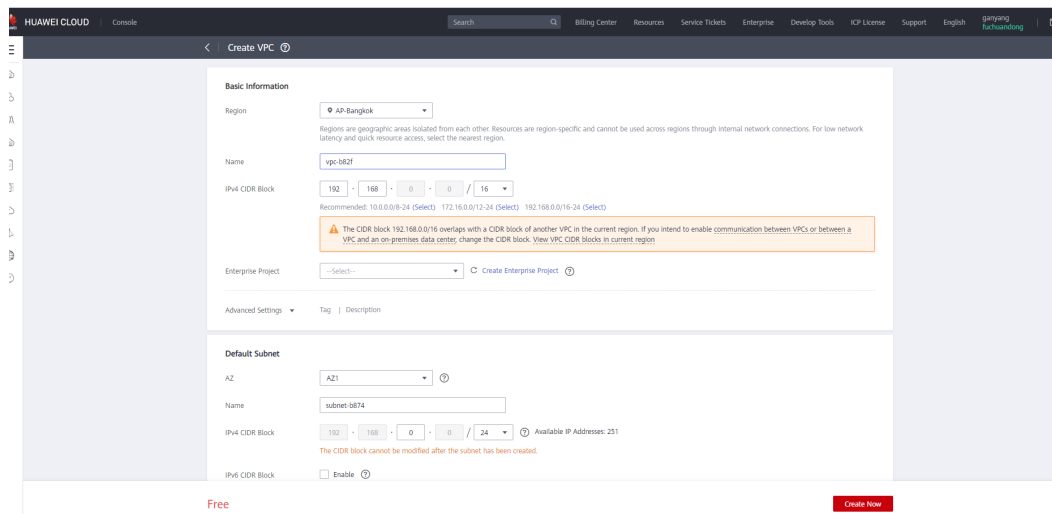 HUAWEI CLOUD | Console Search Billing Center Resources Service Tickets Enterprise Develop Tools ICP License Support English ganyang
fuchuandong
< | Create VPC ?
Basic Information
Region AP-Bangkok
Regions are geographic areas isolated from each other. Resources are region-specific and cannot be used across regions through internal network connections. For low network
latency and quick resource access, select the nearest region.
Name vpc-b82f
IPv4 CIDR Block 192 · 168 · 0 · 0 / 16
Recommended: 10.0.0.0/8-24 (Select) 172.16.0.0/12-24 (Select) 192.168.0.0/16-24 (Select)
The CIDR block 192.168.0.0/16 overlaps with a CIDR block of another VPC in the current region. If you intend to enable communication between VPCs or between a
VPC and an on-premises data center, change the CIDR block. View VPC CIDR blocks in current region
Enterprise Project --Select-- Create Enterprise Project ?
Advanced Settings Tag | Description
Default Subnet
AZ AZ1 ?
Name subnet-b874
IPv4 CIDR Block 192 · 168 · 0 · 0 / 24 ? Available IP Addresses: 251
The CIDR block cannot be modified after the subnet has been created.
IPv6 CIDR Block Enable ?
Free Create Now